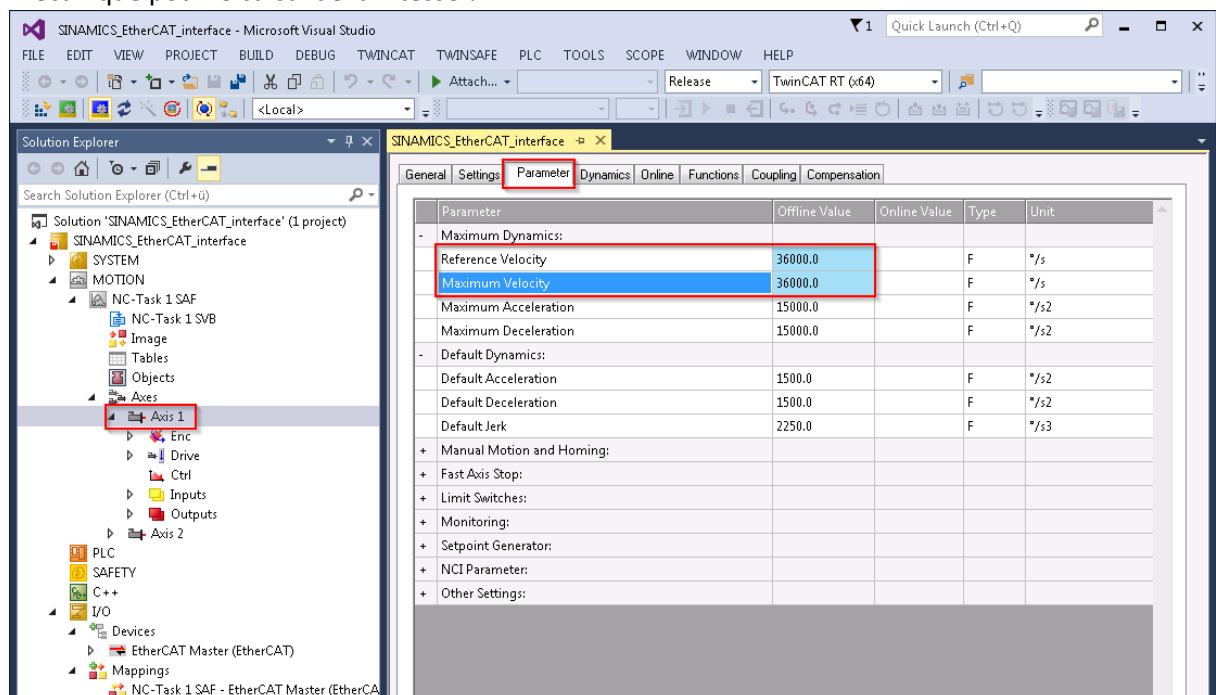 SINAMICS_EtherCAT_interface - Microsoft Visual Studio
1 Quick Launch (Ctrl+Q)
FILE EDIT VIEW PROJECT BUILD DEBUG TWINCAT TWINSAFE PLC TOOLS SCOPE WINDOW HELP
Attach... Release TwinCAT RT (x64)
<Local>
Solution Explorer
Search Solution Explorer (Ctrl+ü)
Solution 'SINAMICS_EtherCAT_interface' (1 project)
SINAMICS_EtherCAT_interface
SYSTEM
MOTION
NC-Task 1 SAF
NC-Task 1 SVB
Image
Tables
Objects
Axes
Axis 1
Enc
Drive
Ctrl
Inputs
Outputs
Axis 2
PLC
SAFETY
C++
I/O
Devices
EtherCAT Master (EtherCAT)
Mappings
NC-Task 1 SAF - EtherCAT Master (EtherCA
SINAMICS_EtherCAT_interface
General Settings Parameter Dynamics Online Functions Coupling Compensation
Parameter Offline Value Online Value Type Unit
- Maximum Dynamics:
Reference Velocity 36000.0 F °/s
Maximum Velocity 36000.0 F °/s
Maximum Acceleration 15000.0 F °/s2
Maximum Deceleration 15000.0 F °/s2
- Default Dynamics:
Default Acceleration 1500.0 F °/s2
Default Deceleration 1500.0 F °/s2
Default Jerk 2250.0 F °/s3
+ Manual Motion and Homing:
+ Fast Axis Stop:
+ Limit Switches:
+ Monitoring:
+ Setpoint Generator:
+ NCI Parameter:
+ Other Settings: